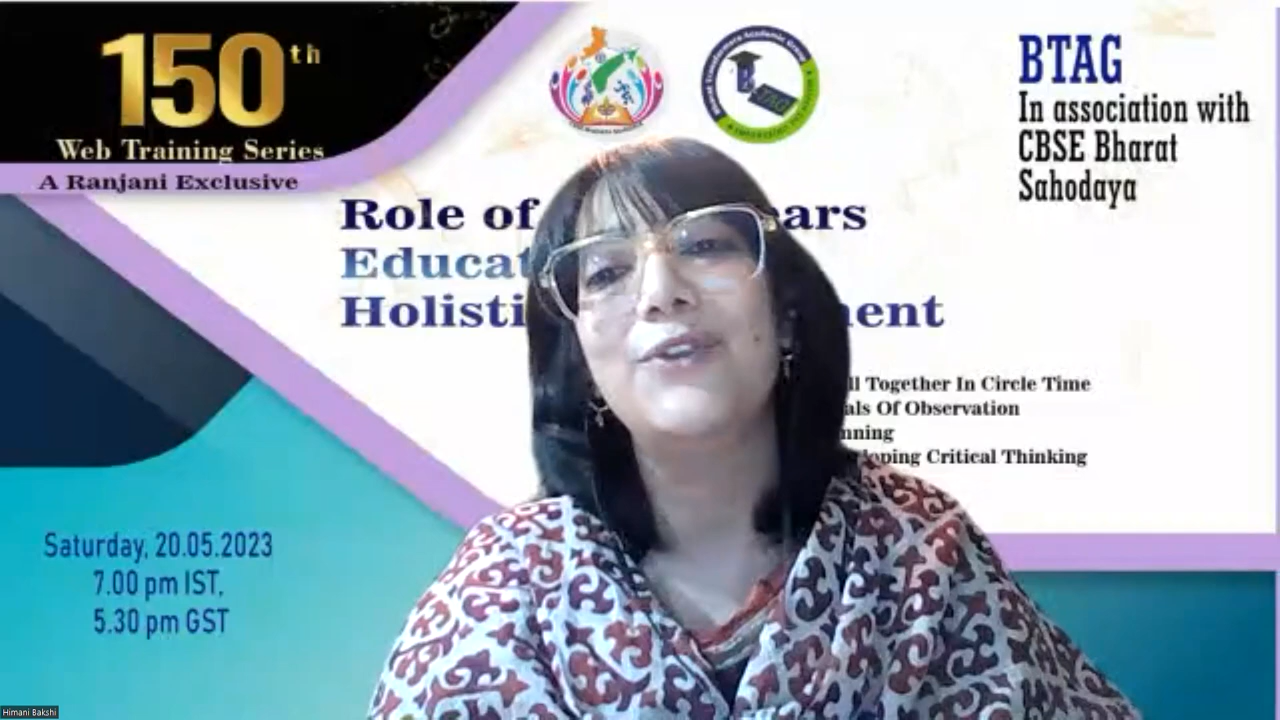 150th
Web Training Series
A Ranjani Exclusive
BTAG
In association with
CBSE Bharat
Sahodaya
Role of ars
Educat
Holisti ent
ll Together In Circle Time
als Of Observation
nning
loping Critical Thinking
Saturday, 20.05.2023
7.00 pm IST,
5.30 pm GST
Himani Bakshi